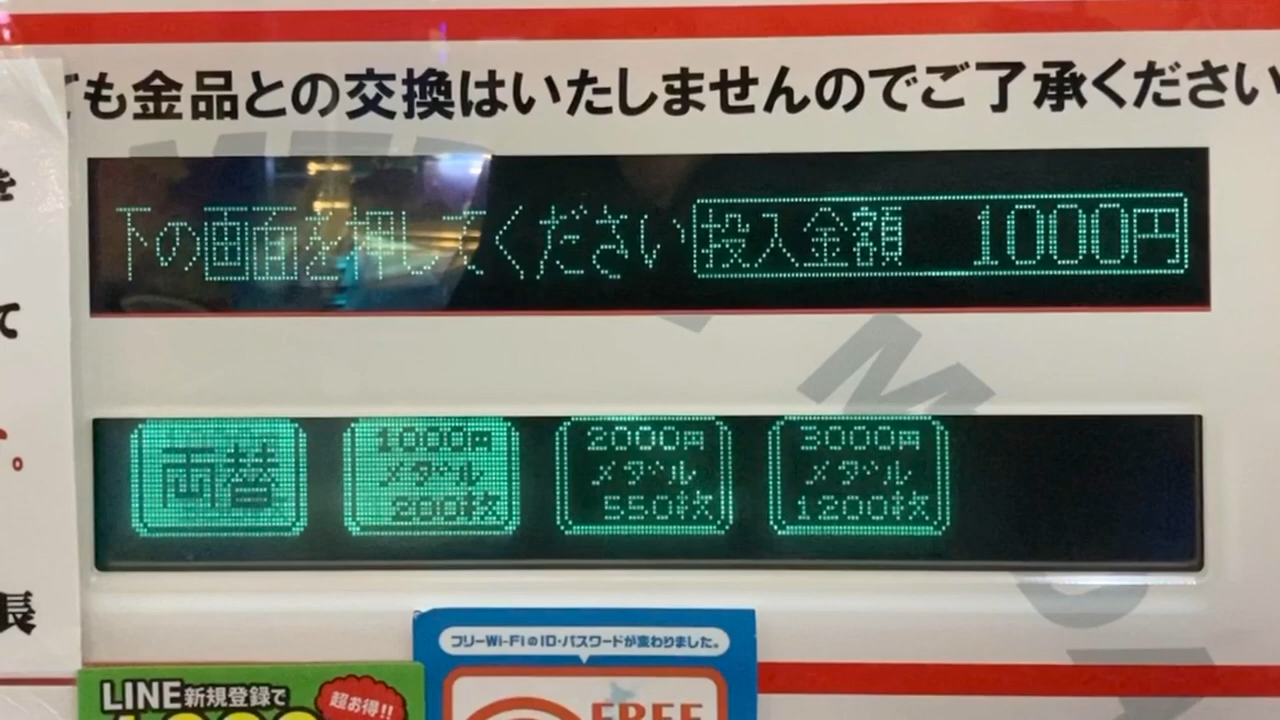 も金品との交換はいたしませんのでご了承ください
を
下の画面を押してください 投入金額 1000円
て
両替
1000円
メダル
200枚
2000円
メダル
550枚
3000円
メダル
1200枚
。
長
フリーWi-FiのID・パスワードが変わりました。
LINE新規登録で
超お得!!
FREE